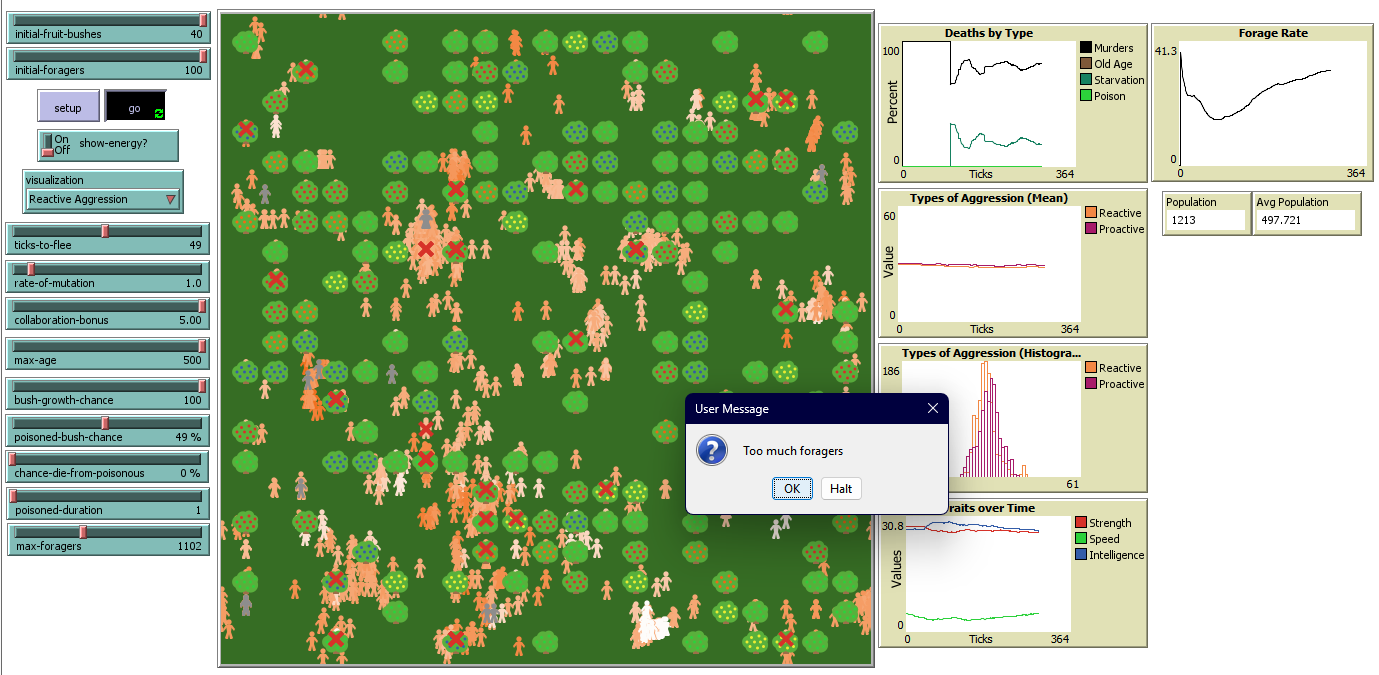 initial-fruit-bushes 40
initial-foragers 100
setup
go
On
Off
show-energy?
visualization
Reactive Aggression
ticks-to-flee 49
rate-of-mutation 1.0
collaboration-bonus 5.00
max-age 500
bush-growth-chance 100
poisoned-bush-chance 49 %
chance-die-from-poisonous 0 %
poisoned-duration 1
max-foragers 1102
User Message
Too much foragers
OK
Halt
Deaths by Type
100
Percent
0
0 Ticks 364
Murders
Old Age
Starvation
Poison
Forage Rate
41.3
0
0 364
Population
1213
Avg Population
497.721
Types of Aggression (Mean)
60
Value
0
0 Ticks 364
Reactive
Proactive
Types of Aggression (Histogra...
186
61
Reactive
Proactive
raits over Time
30.8
Values
0
0 Ticks 364
Strength
Speed
Intelligence